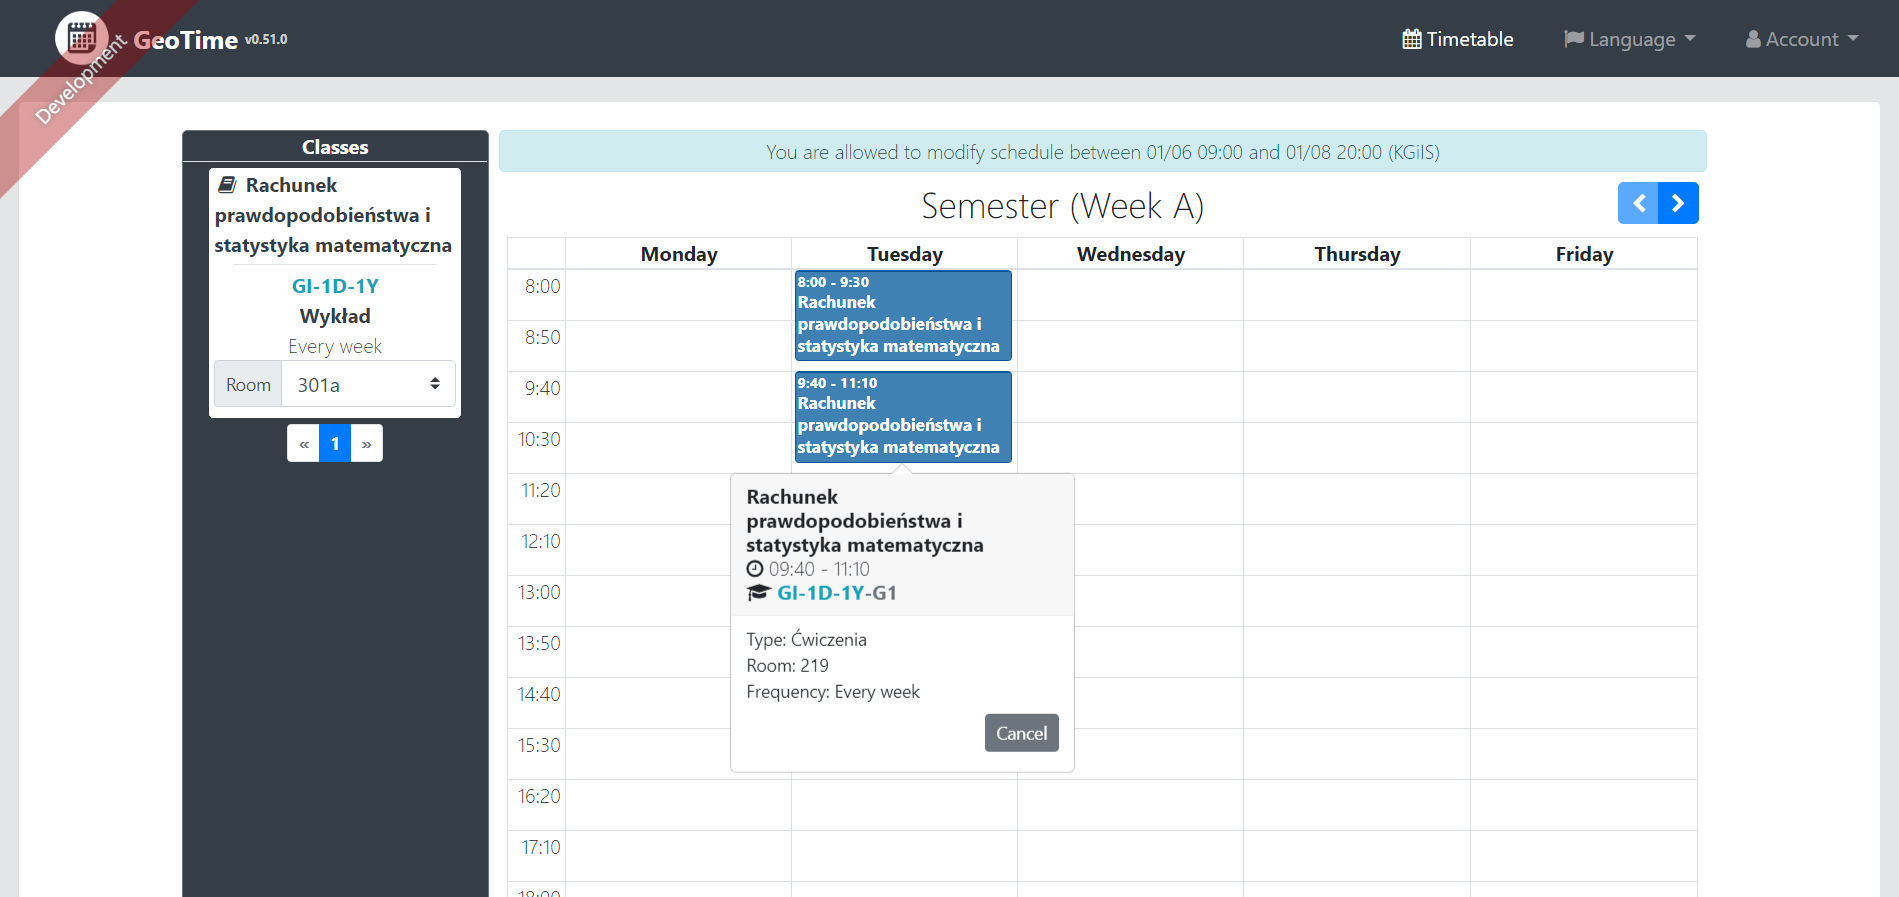 Development
GeoTime v0.51.0
Timetable
Language
Account
Classes
Rachunek
prawdopodobieństwa i
statystyka matematyczna
GI-1D-1Y
Wykład
Every week
Room 301a
« 1 »
You are allowed to modify schedule between 01/06 09:00 and 01/08 20:00 (KGiIS)
Semester (Week A)
Monday Tuesday Wednesday Thursday Friday
8:00
8:50
9:40
10:30
11:20
12:10
13:00
13:50
14:40
15:30
16:20
17:10
18:00
8:00 - 9:30
Rachunek
prawdopodobieństwa i
statystyka matematyczna
9:40 - 11:10
Rachunek
prawdopodobieństwa i
statystyka matematyczna
Rachunek
prawdopodobieństwa i
statystyka matematyczna
09:40 - 11:10
GI-1D-1Y-G1
Type: Ćwiczenia
Room: 219
Frequency: Every week
Cancel